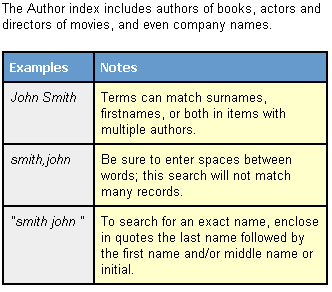 The Author index includes authors of books, actors and
directors of movies, and even company names.
Examples Notes
John Smith Terms can match surnames,
firstnames, or both in items with
multiple authors.
smith,john Be sure to enter spaces between
words; this search will not match
many records.
"smith john " To search for an exact name, enclose
in quotes the last name followed by
the first name and/or middle name or
initial.